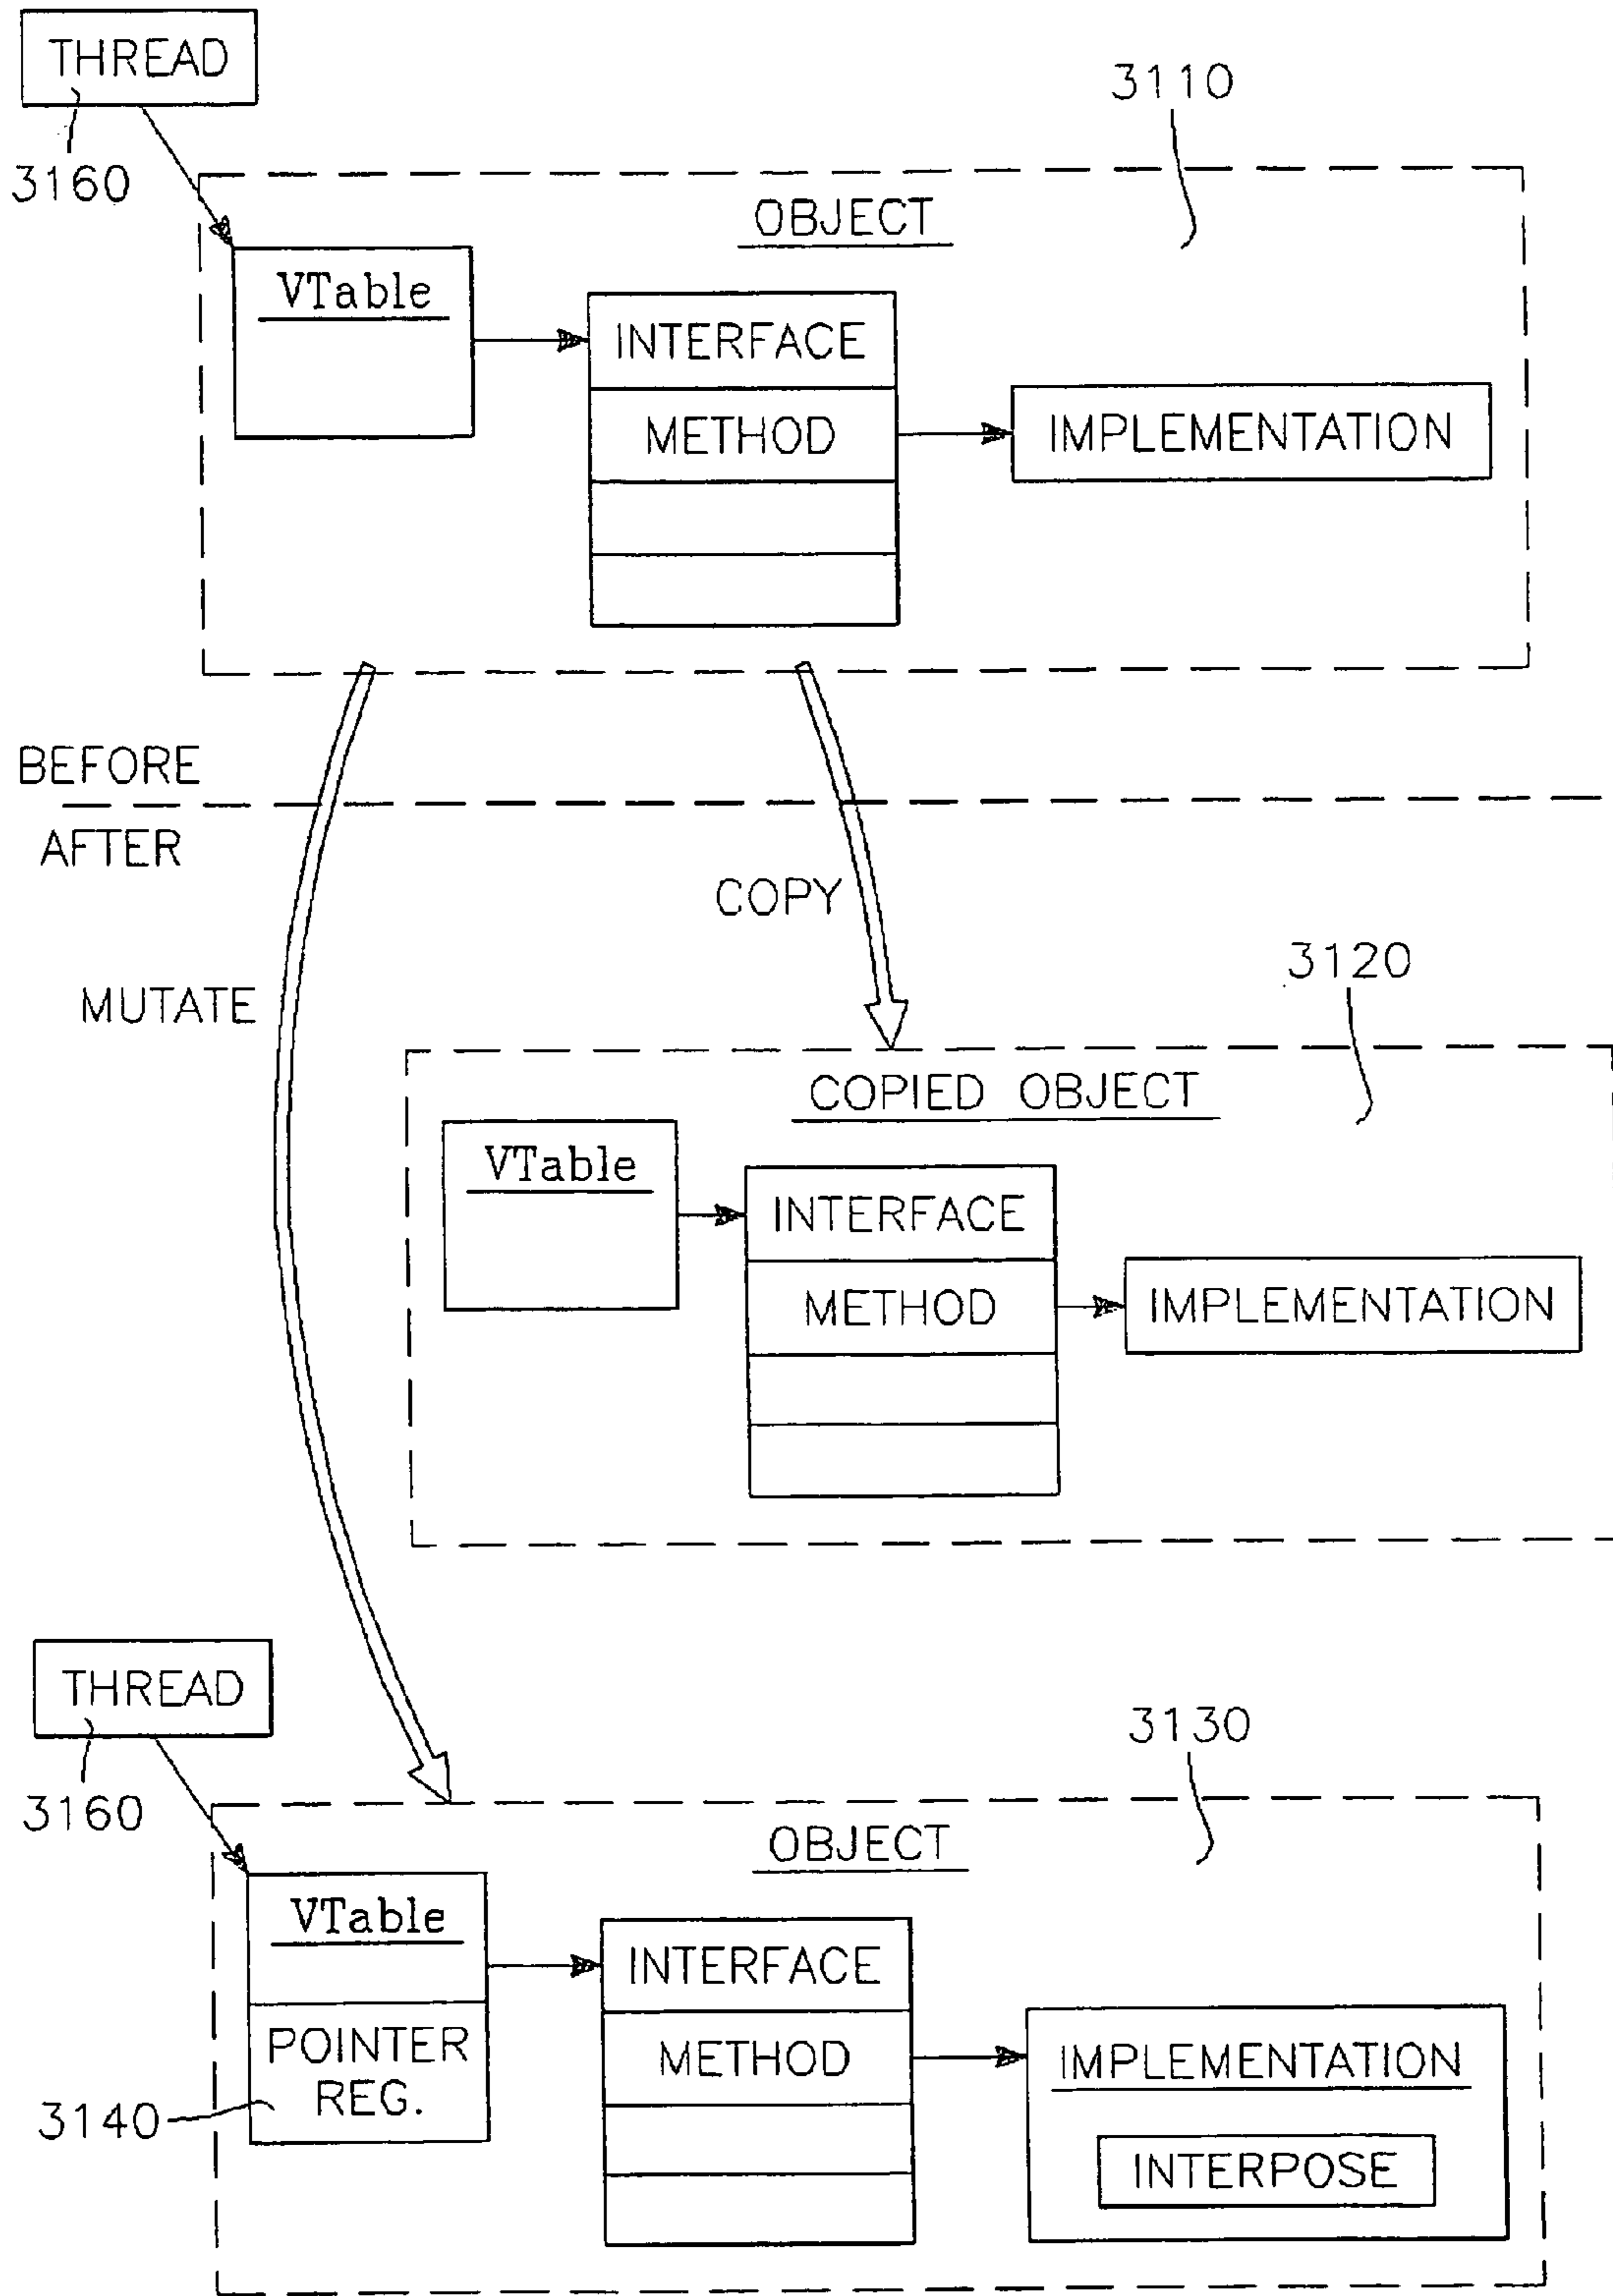 THREAD
3110
3160
OBJECT
VTable
INTERFACE
METHOD
IMPLEMENTATION
BEFORE
AFTER
COPY
3120
MUTATE
COPIED OBJECT
VTable
INTERFACE
METHOD
IMPLEMENTATION
THREAD
3130
3160
OBJECT
VTable
INTERFACE
POINTER
REG.
METHOD
IMPLEMENTATION
3140
INTERPOSE